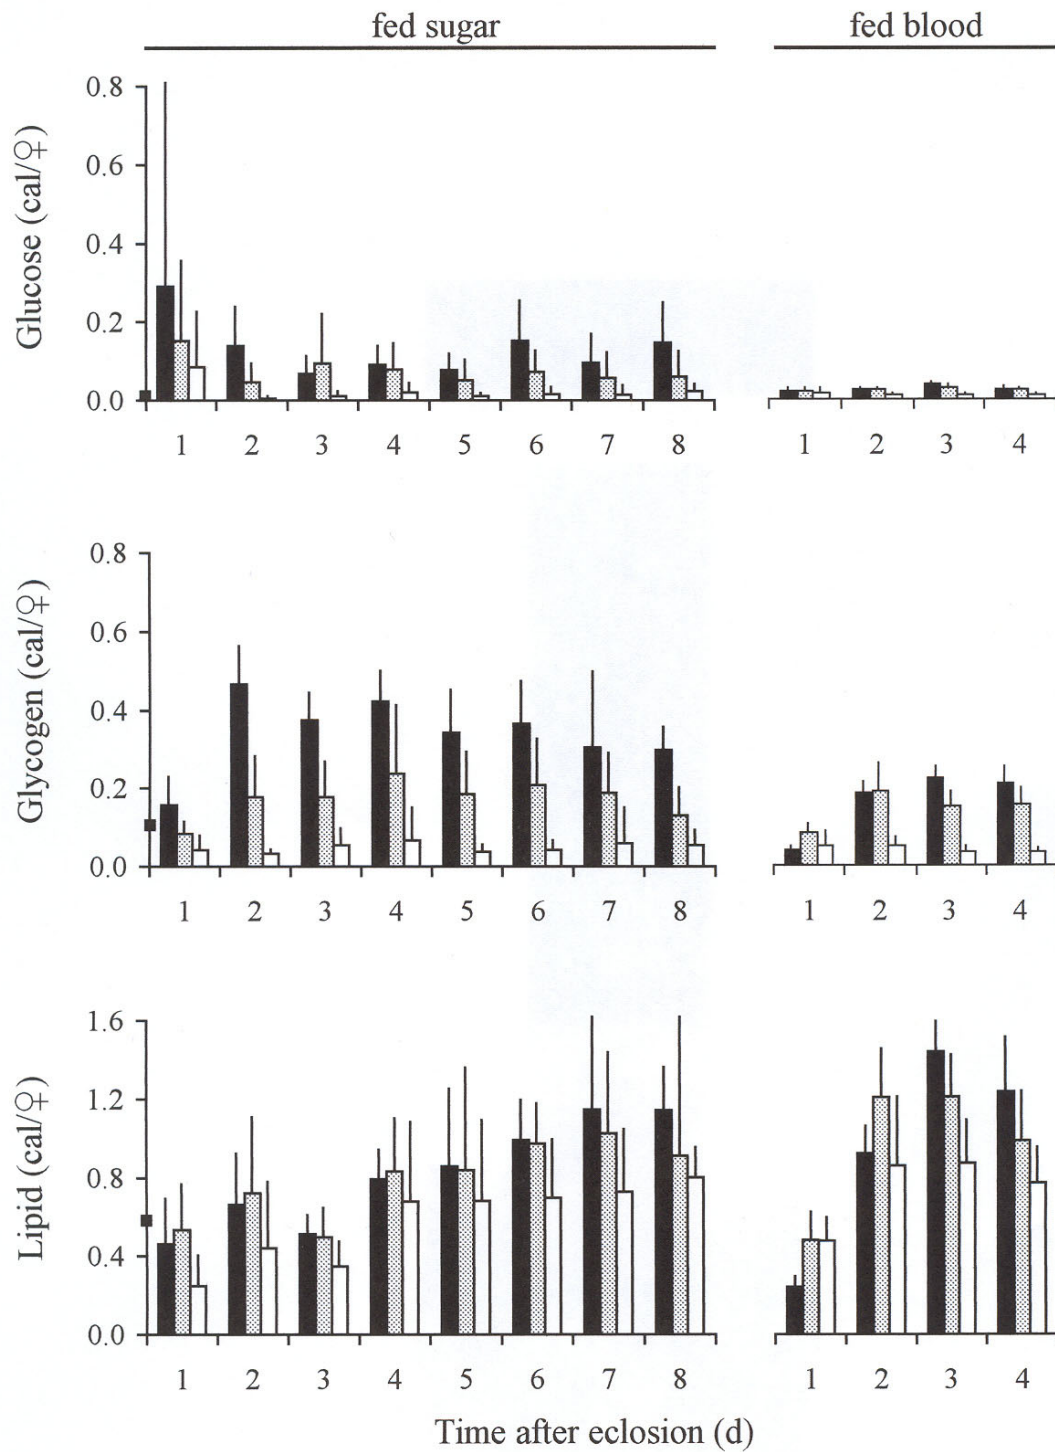 fed sugar fed blood
Glucose (cal/♀)
0.8
0.6
0.4
0.2
0.0
1 2 3 4 5 6 7 8 1 2 3 4
Glycogen (cal/♀)
0.8
0.6
0.4
0.2
0.0
1 2 3 4 5 6 7 8 1 2 3 4
Lipid (cal/♀)
1.6
1.2
0.8
0.4
0.0
1 2 3 4 5 6 7 8 1 2 3 4
Time after eclosion (d)